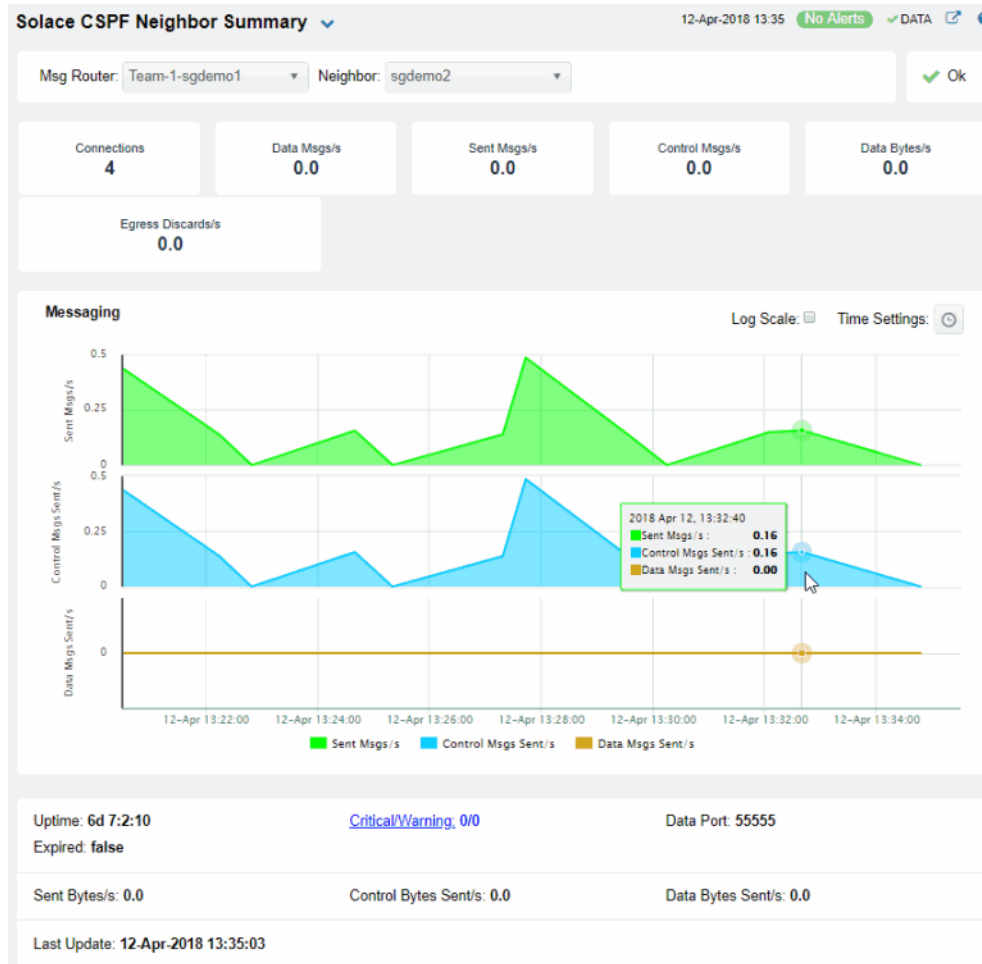 Solace CSPF Neighbor Summary
12-Apr-2018 13:35 No Alerts DATA
Msg Router: Team-1-sgdemo1 Neighbor: sgdemo2 Ok
Connections
4
Data Msgs/s
0.0
Sent Msgs/s
0.0
Control Msgs/s
0.0
Data Bytes/s
0.0
Egress Discards/s
0.0
Messaging
Log Scale: Time Settings:
Sent Msgs/s
0.5
0.25
0
Control Msgs Sent/s
0.5
0.25
0
2018 Apr 12, 13:32:40
Sent Msgs/s : 0.16
Control Msgs Sent/s : 0.16
Data Msgs Sent/s : 0.00
Data Msgs Sent/s
0
12-Apr 13:22:00 12-Apr 13:24:00 12-Apr 13:26:00 12-Apr 13:28:00 12-Apr 13:30:00 12-Apr 13:32:00 12-Apr 13:34:00
Sent Msgs/s Control Msgs Sent/s Data Msgs Sent/s
Uptime: 6d 7:2:10 Critical/Warning: 0/0 Data Port: 55555
Expired: false
Sent Bytes/s: 0.0 Control Bytes Sent/s: 0.0 Data Bytes Sent/s: 0.0
Last Update: 12-Apr-2018 13:35:03